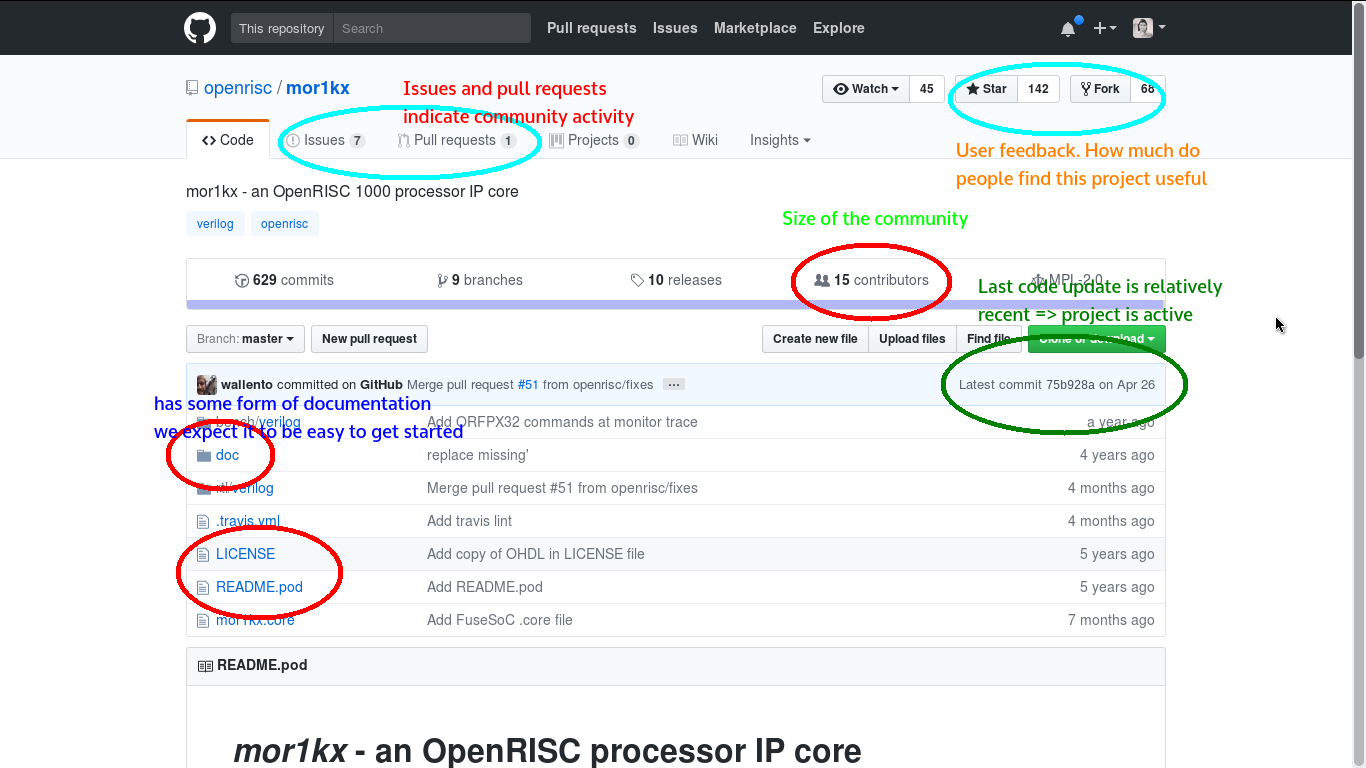 This repository Search Pull requests Issues Marketplace Explore
openrisc / mor1kx
Watch 45 Star 142 Fork 68
Issues and pull requests
indicate community activity
Code Issues 7 Pull requests 1 Projects 0 Wiki Insights
User feedback. How much do
people find this project useful
mor1kx - an OpenRISC 1000 processor IP core
verilog openrisc
Size of the community
629 commits 9 branches 10 releases 15 contributors MPL-2.0
Last code update is relatively
recent => project is active
Branch: master New pull request Create new file Upload files Find file Clone or download
wallento committed on GitHub Merge pull request #51 from openrisc/fixes ... Latest commit 75b928a on Apr 26
has some form of documentation
we expect it to be easy to get started
bench/verilog Add ORFPX32 commands at monitor trace a year ago
doc replace missing' 4 years ago
rtl/verilog Merge pull request #51 from openrisc/fixes 4 months ago
.travis.yml Add travis lint 4 months ago
LICENSE Add copy of OHDL in LICENSE file 5 years ago
README.pod Add README.pod 5 years ago
mor1kx.core Add FuseSoC .core file 7 months ago
README.pod
mor1kx - an OpenRISC processor IP core